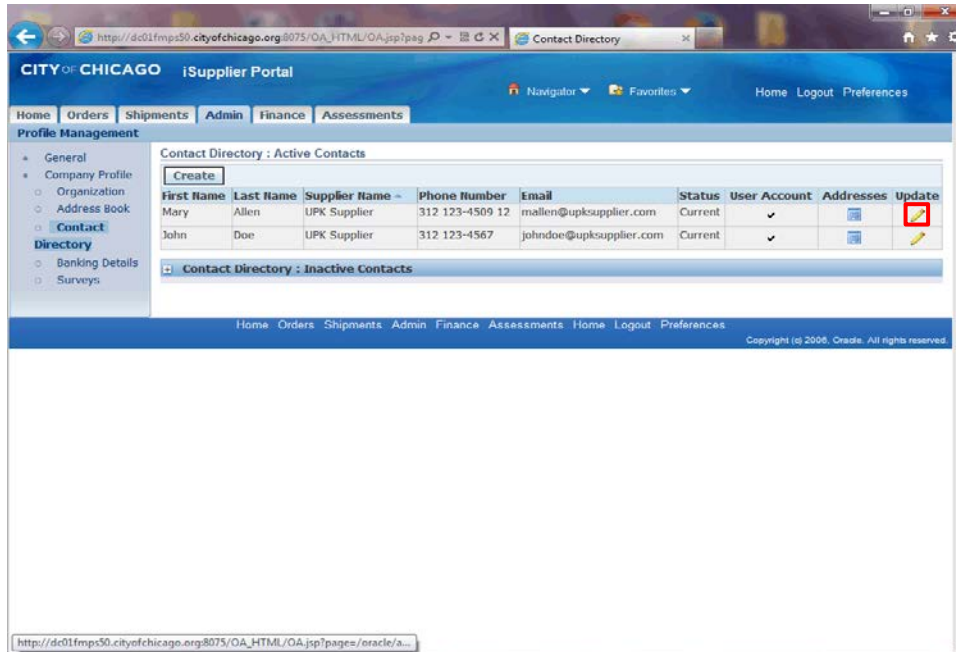 http://dc01fmps50.cityofchicago.org:8075/OA_HTML/OA.jsp?pag
Contact Directory
CITY OF CHICAGO iSupplier Portal
Navigator Favorites Home Logout Preferences
Home Orders Shipments Admin Finance Assessments
Profile Management
General
Company Profile
Organization
Address Book
Contact
Directory
Banking Details
Surveys
Contact Directory : Active Contacts
Create
First Name Last Name Supplier Name Phone Number Email Status User Account Addresses Update
Mary Allen UPK Supplier 312 123-4509 12 mallen@upksupplier.com Current
John Doe UPK Supplier 312 123-4567 johndoe@upksupplier.com Current
Contact Directory : Inactive Contacts
Home Orders Shipments Admin Finance Assessments Home Logout Preferences
Copyright (c) 2006, Oracle. All rights reserved.
http://dc01fmps50.cityofchicago.org:8075/OA_HTML/OA.jsp?page=/oracle/a...